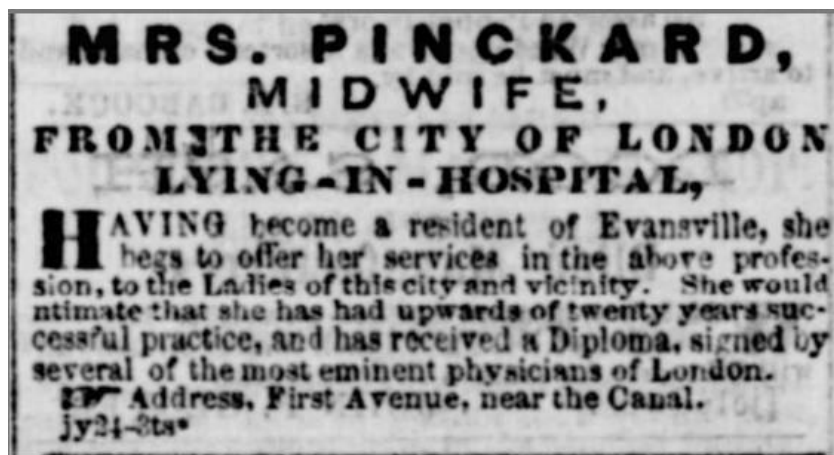 MRS. PINCKARD,
MIDWIFE,
FROM THE CITY OF LONDON
LYING-IN-HOSPITAL,
HAVING become a resident of Evansville, she
begs to offer her services in the above profes-
sion, to the Ladies of this city and vicinity. She would
ntimate that she has had upwards of twenty years suc-
cessful practice, and has received a Diploma, signed by
several of the most eminent physicians of London.
☞ Address, First Avenue, near the Canal.
jy24-3ts*